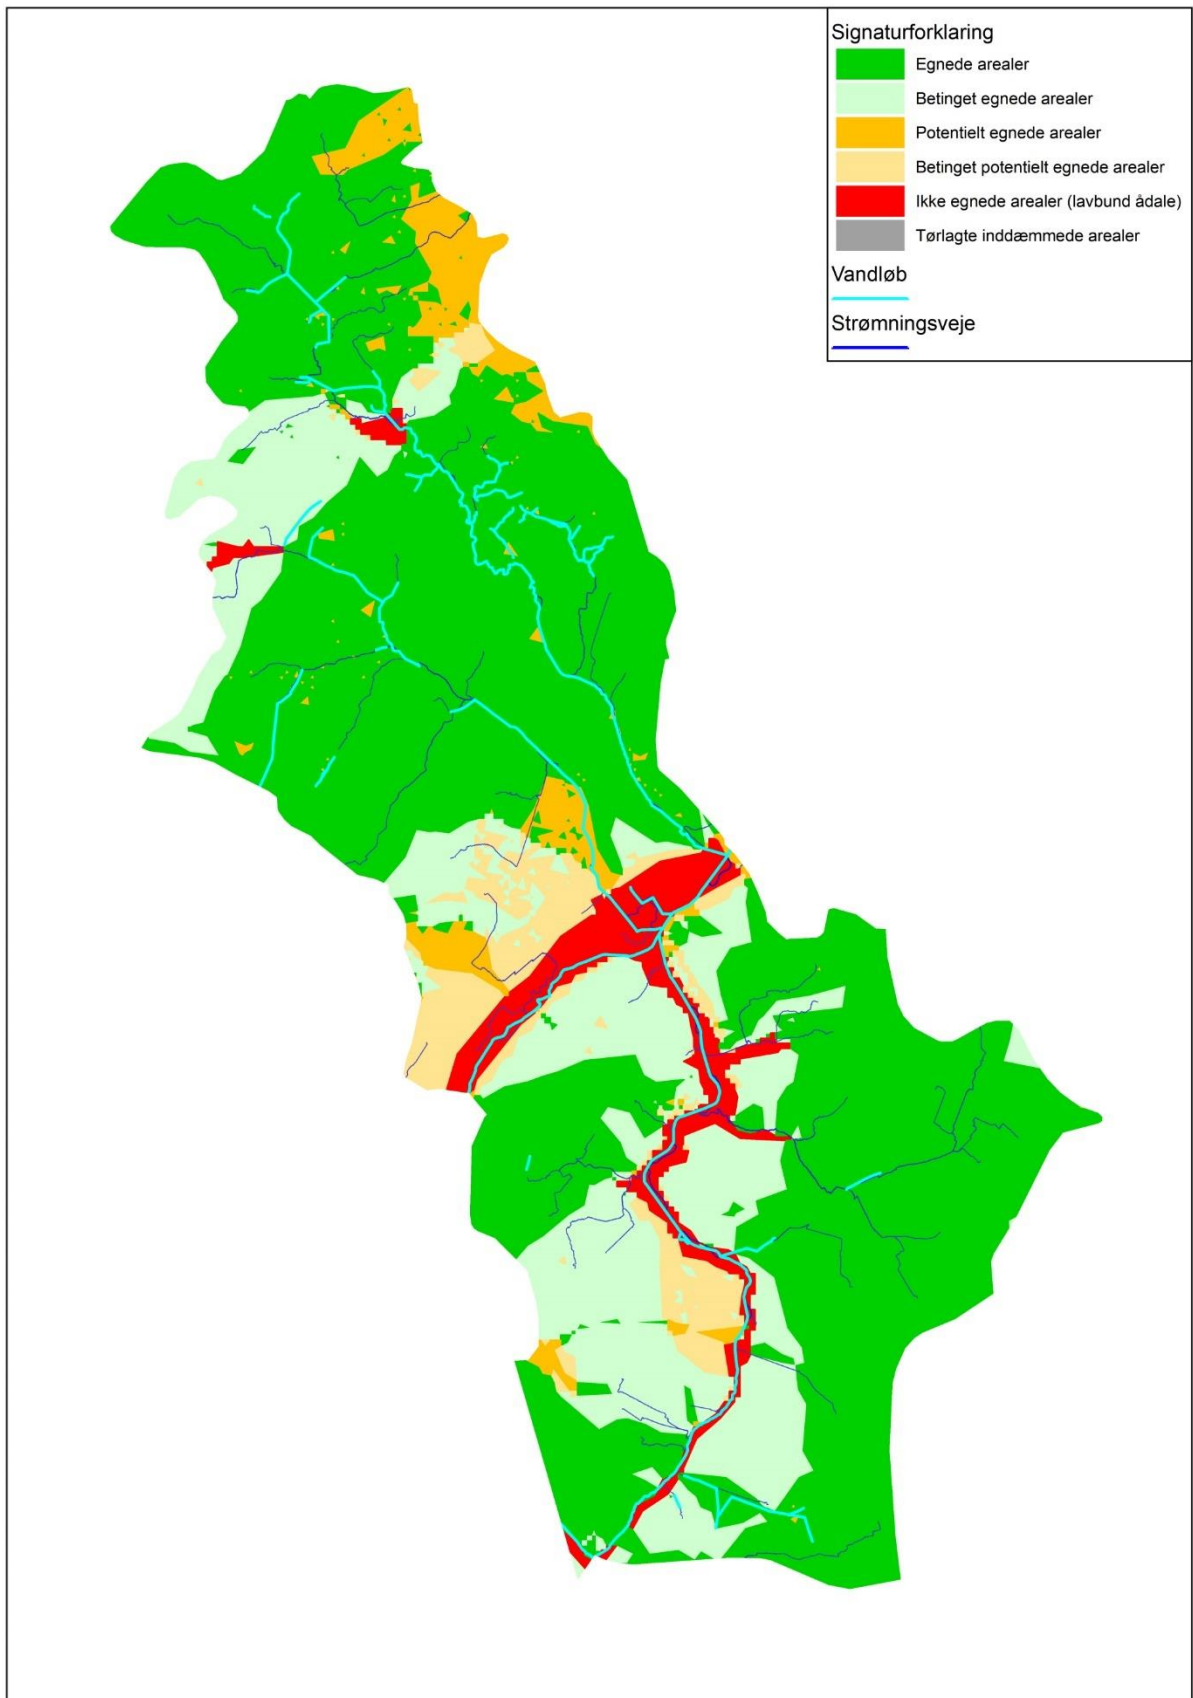 Signaturforklaring
Egnede arealer
Betinget egnede arealer
Potentielt egnede arealer
Betinget potentielt egnede arealer
Ikke egnede arealer (lavbund ådale)
Tørlagte inddæmmede arealer
Vandløb
Strømningsveje